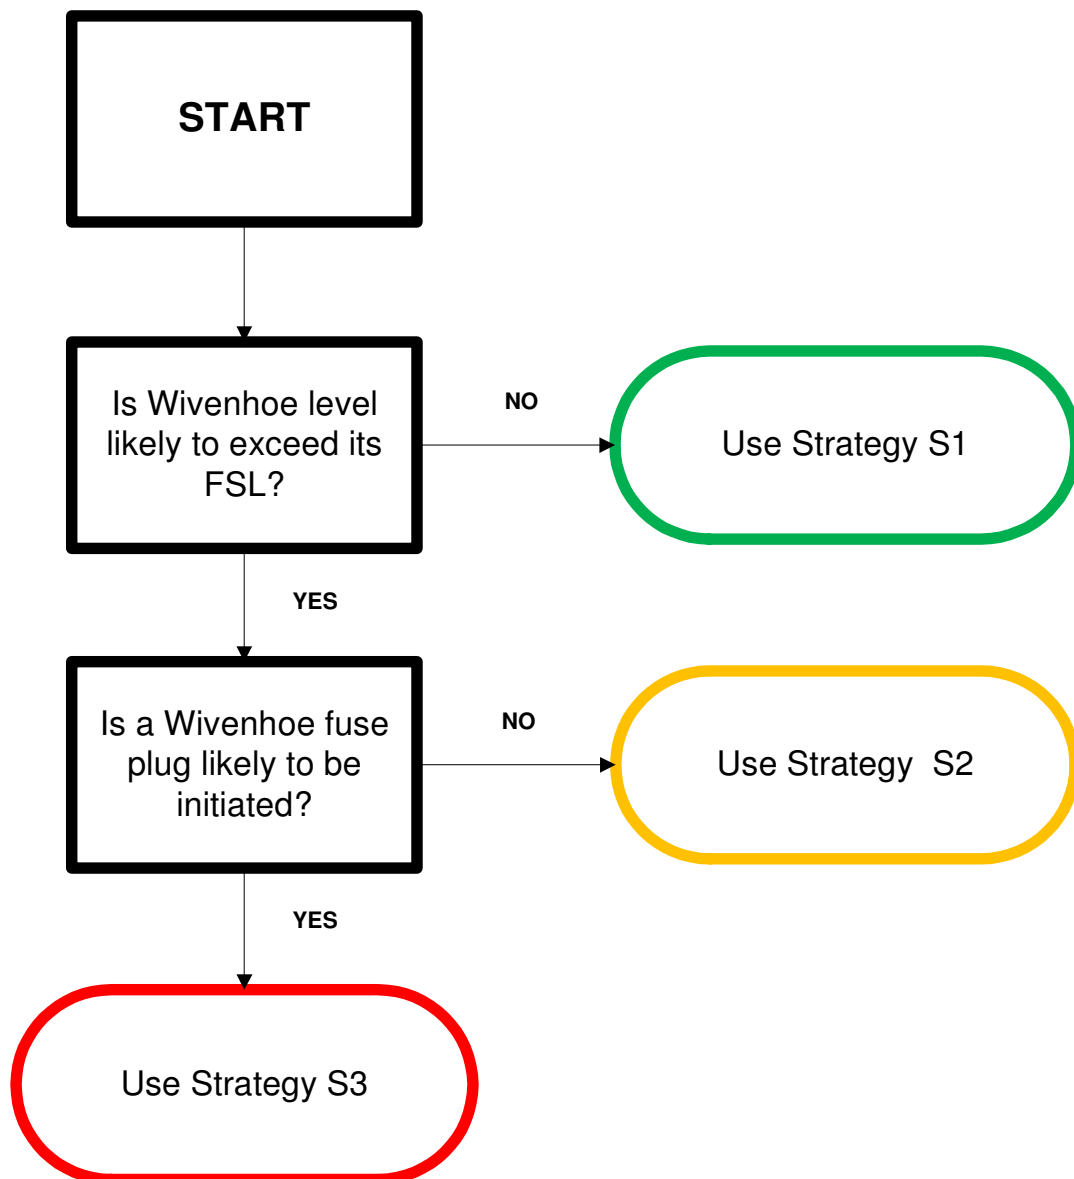 START
Is Wivenhoe level
likely to exceed its
FSL?
NO
Use Strategy S1
YES
Is a Wivenhoe fuse
plug likely to be
initiated?
NO
Use Strategy  S2
YES
Use Strategy S3